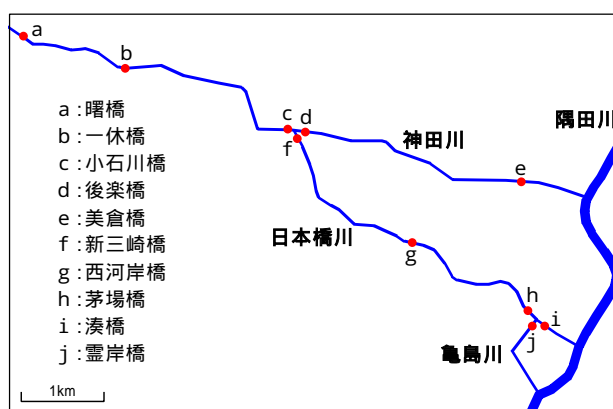 a
b
隅田川
c d
f
神田川
e
a:曙橋
b:一休橋
c:小石川橋
d:後楽橋
e:美倉橋
f:新三崎橋
g:西河岸橋
h:茅場橋
i:湊橋
j:霊岸橋
日本橋川
g
h
i
j
亀島川
1km